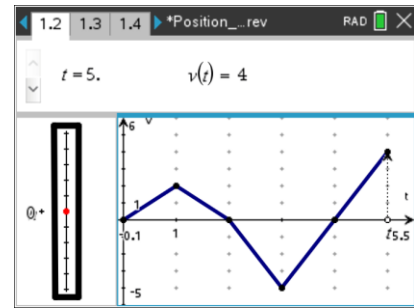 1.2 1.3 1.4 *Position_...rev RAD
t = 5. v(t) = 4
6 v
0
1
t
-0.1 1 t 5.5
-5